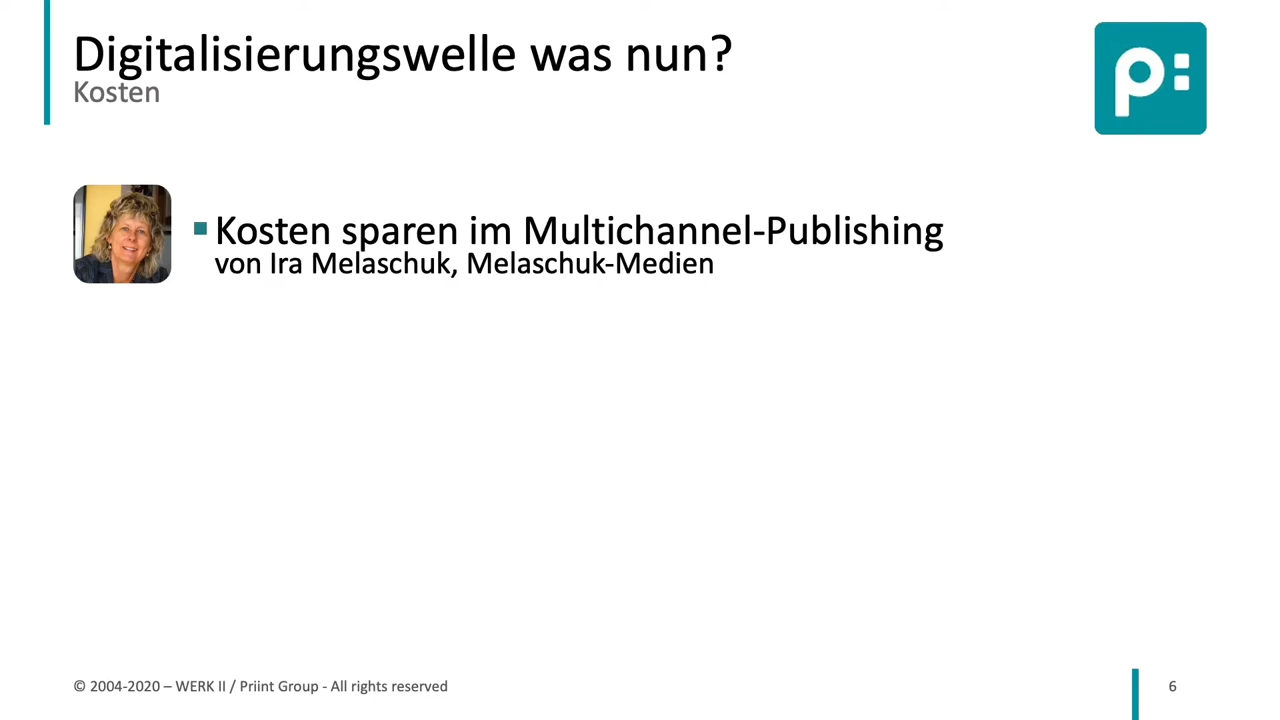 Digitalisierungswelle was nun?
Kosten
p:
Kosten sparen im Multichannel-Publishing
von Ira Melaschuk, Melaschuk-Medien
© 2004-2020 – WERK II / Priint Group - All rights reserved
6